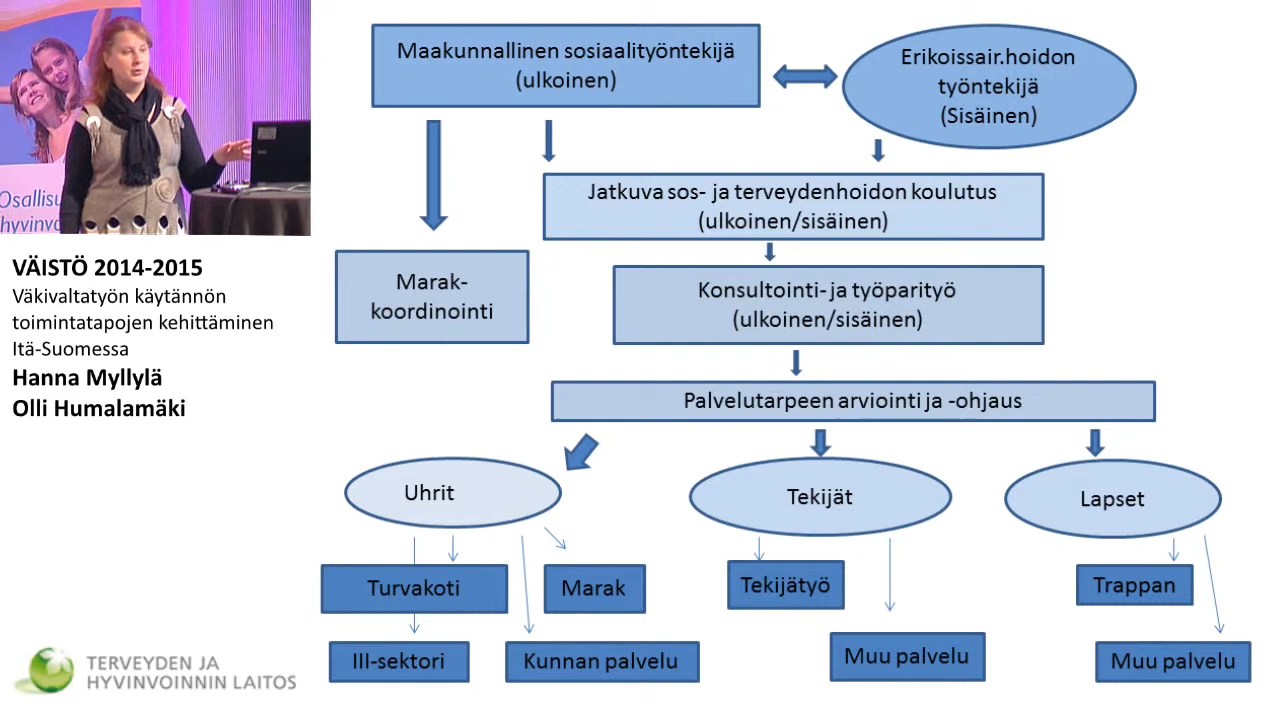 Osallisu
hyvinvo
VÄISTÖ 2014-2015
Väkivaltatyön käytännön
toimintatapojen kehittäminen
Itä-Suomessa
Hanna Myllylä
Olli Humalamäki
TERVEYDEN JA
HYVINVOINNIN LAITOS
Maakunnallinen sosiaalityöntekijä
(ulkoinen)
Erikoissair.hoidon
työntekijä
(Sisäinen)
Jatkuva sos- ja terveydenhoidon koulutus
(ulkoinen/sisäinen)
Marak-
koordinointi
Konsultointi- ja työparityö
(ulkoinen/sisäinen)
Palvelutarpeen arviointi ja -ohjaus
Uhrit
Tekijät
Lapset
Turvakoti
Marak
Tekijätyö
Trappan
III-sektori
Kunnan palvelu
Muu palvelu
Muu palvelu